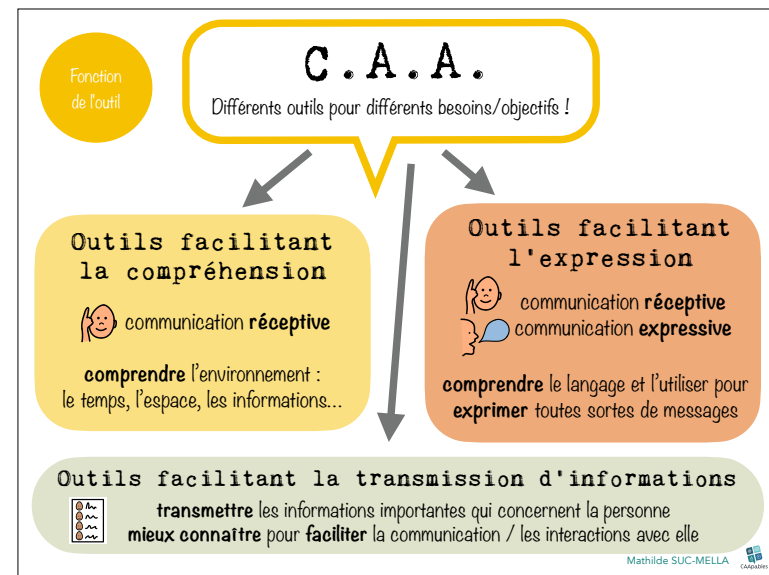 Fonction
de l'outil
C.A.A.
Différents outils pour différents besoins/objectifs !
Outils facilitant
la compréhension
communication réceptive
comprendre l'environnement :
le temps, l'espace, les informations...
Outils facilitant
l'expression
communication réceptive
communication expressive
comprendre le langage et l'utiliser pour
exprimer toutes sortes de messages
Outils facilitant la transmission d'informations
transmettre les informations importantes qui concernent la personne
mieux connaître pour faciliter la communication / les interactions avec elle
Mathilde SUC-MELLA
CAApables